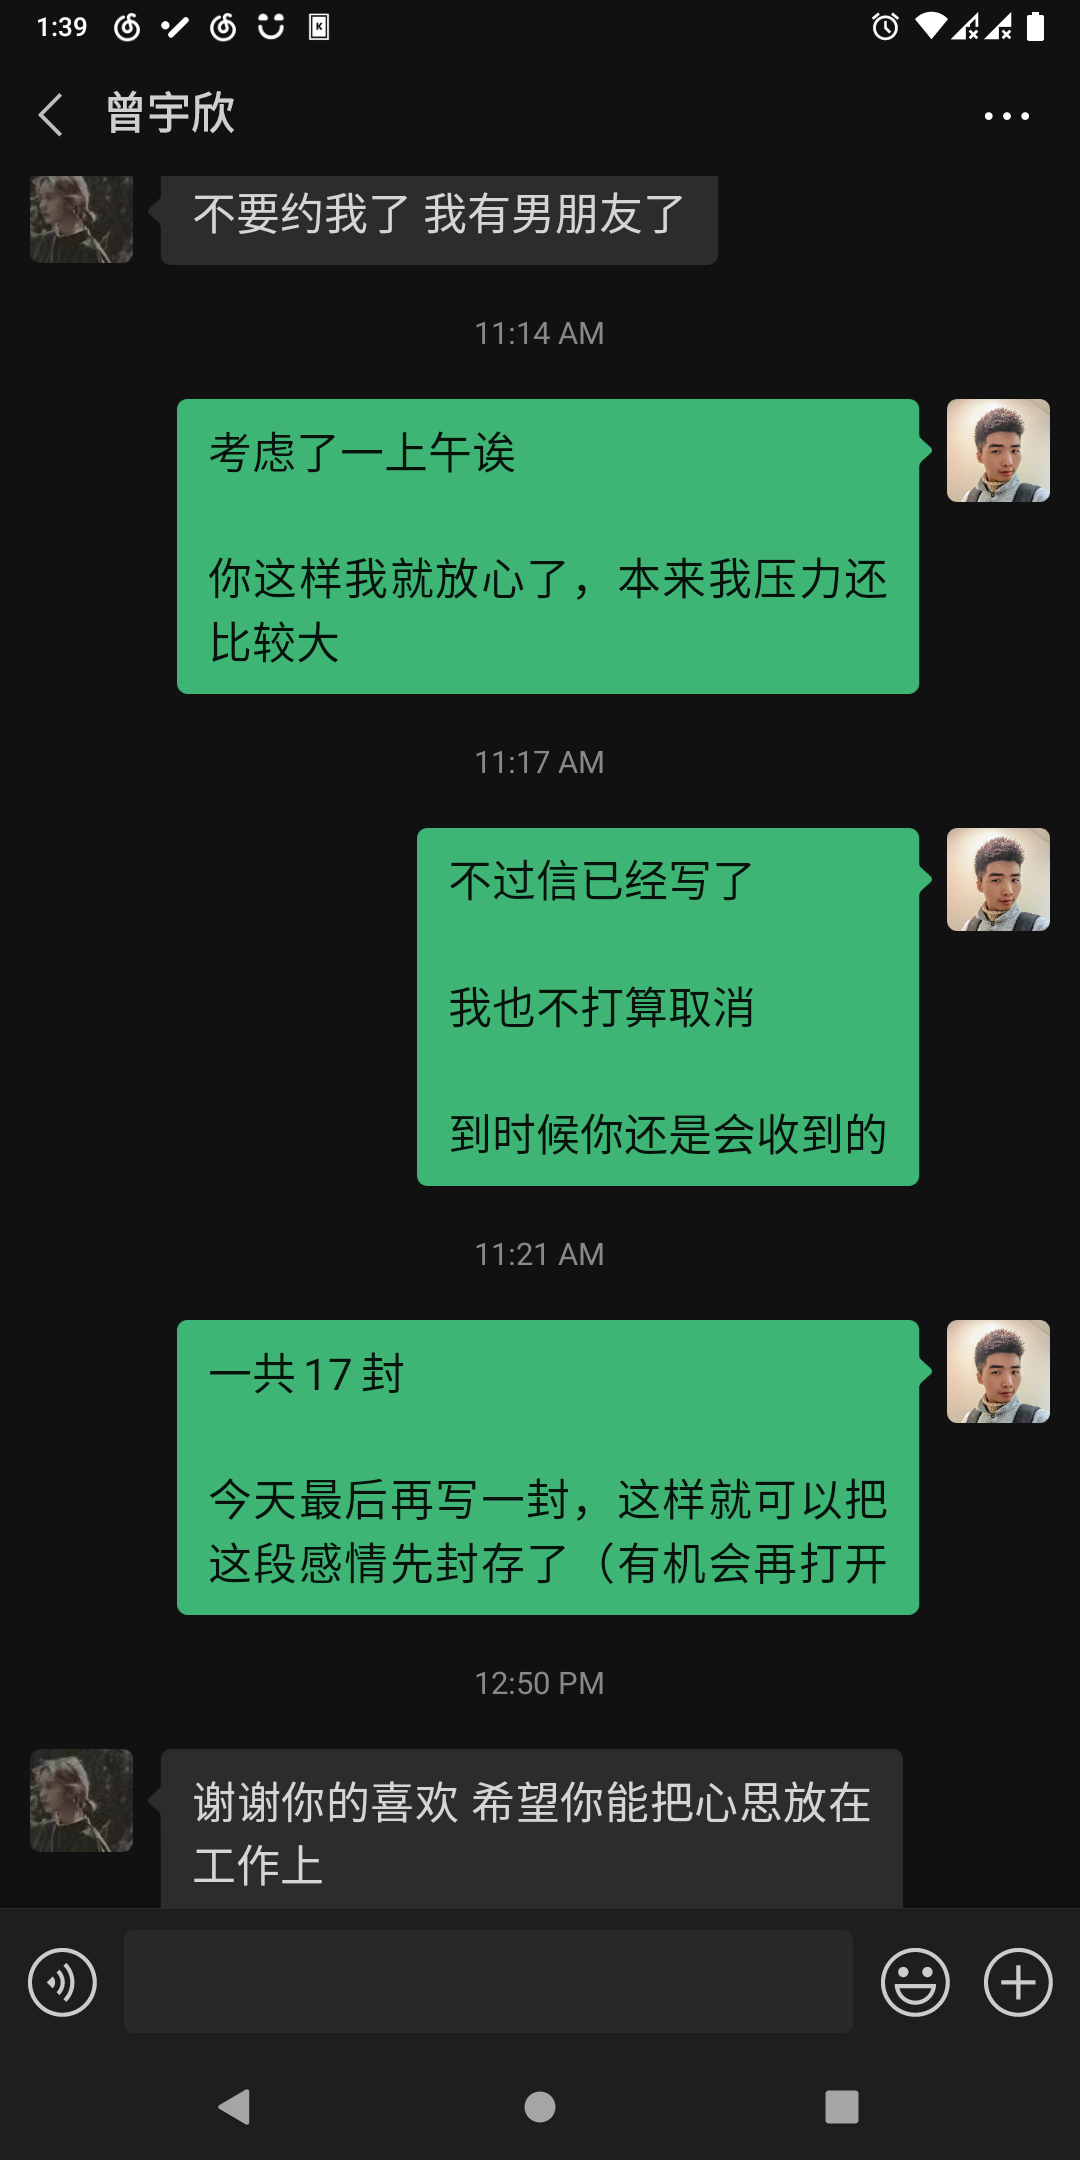 1:39
曾宇欣
不要约我了 我有男朋友了
11:14 AM
考虑了一上午诶
你这样我就放心了，本来我压力还
比较大
11:17 AM
不过信已经写了
我也不打算取消
到时候你还是会收到的
11:21 AM
一共 17 封
今天最后再写一封，这样就可以把
这段感情先封存了（有机会再打开
12:50 PM
谢谢你的喜欢 希望你能把心思放在
工作上